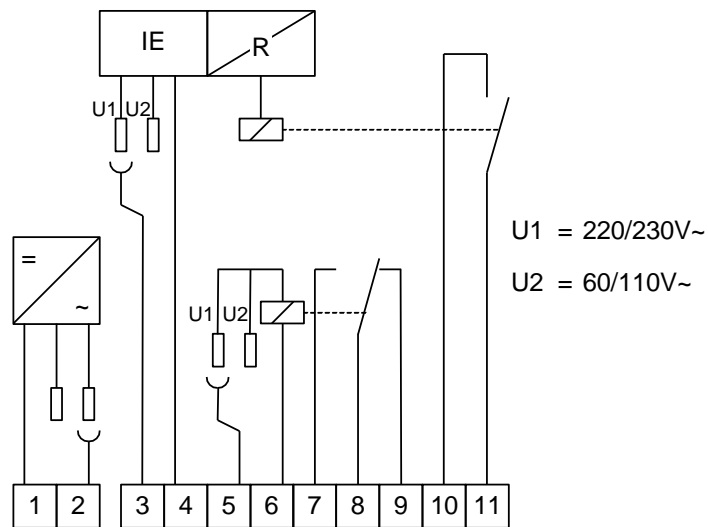 IE
R
U1 U2
U1 = 220/230V~
=
~
U2 = 60/110V~
U1 U2
1 2 3 4 5 6 7 8 9 10 11